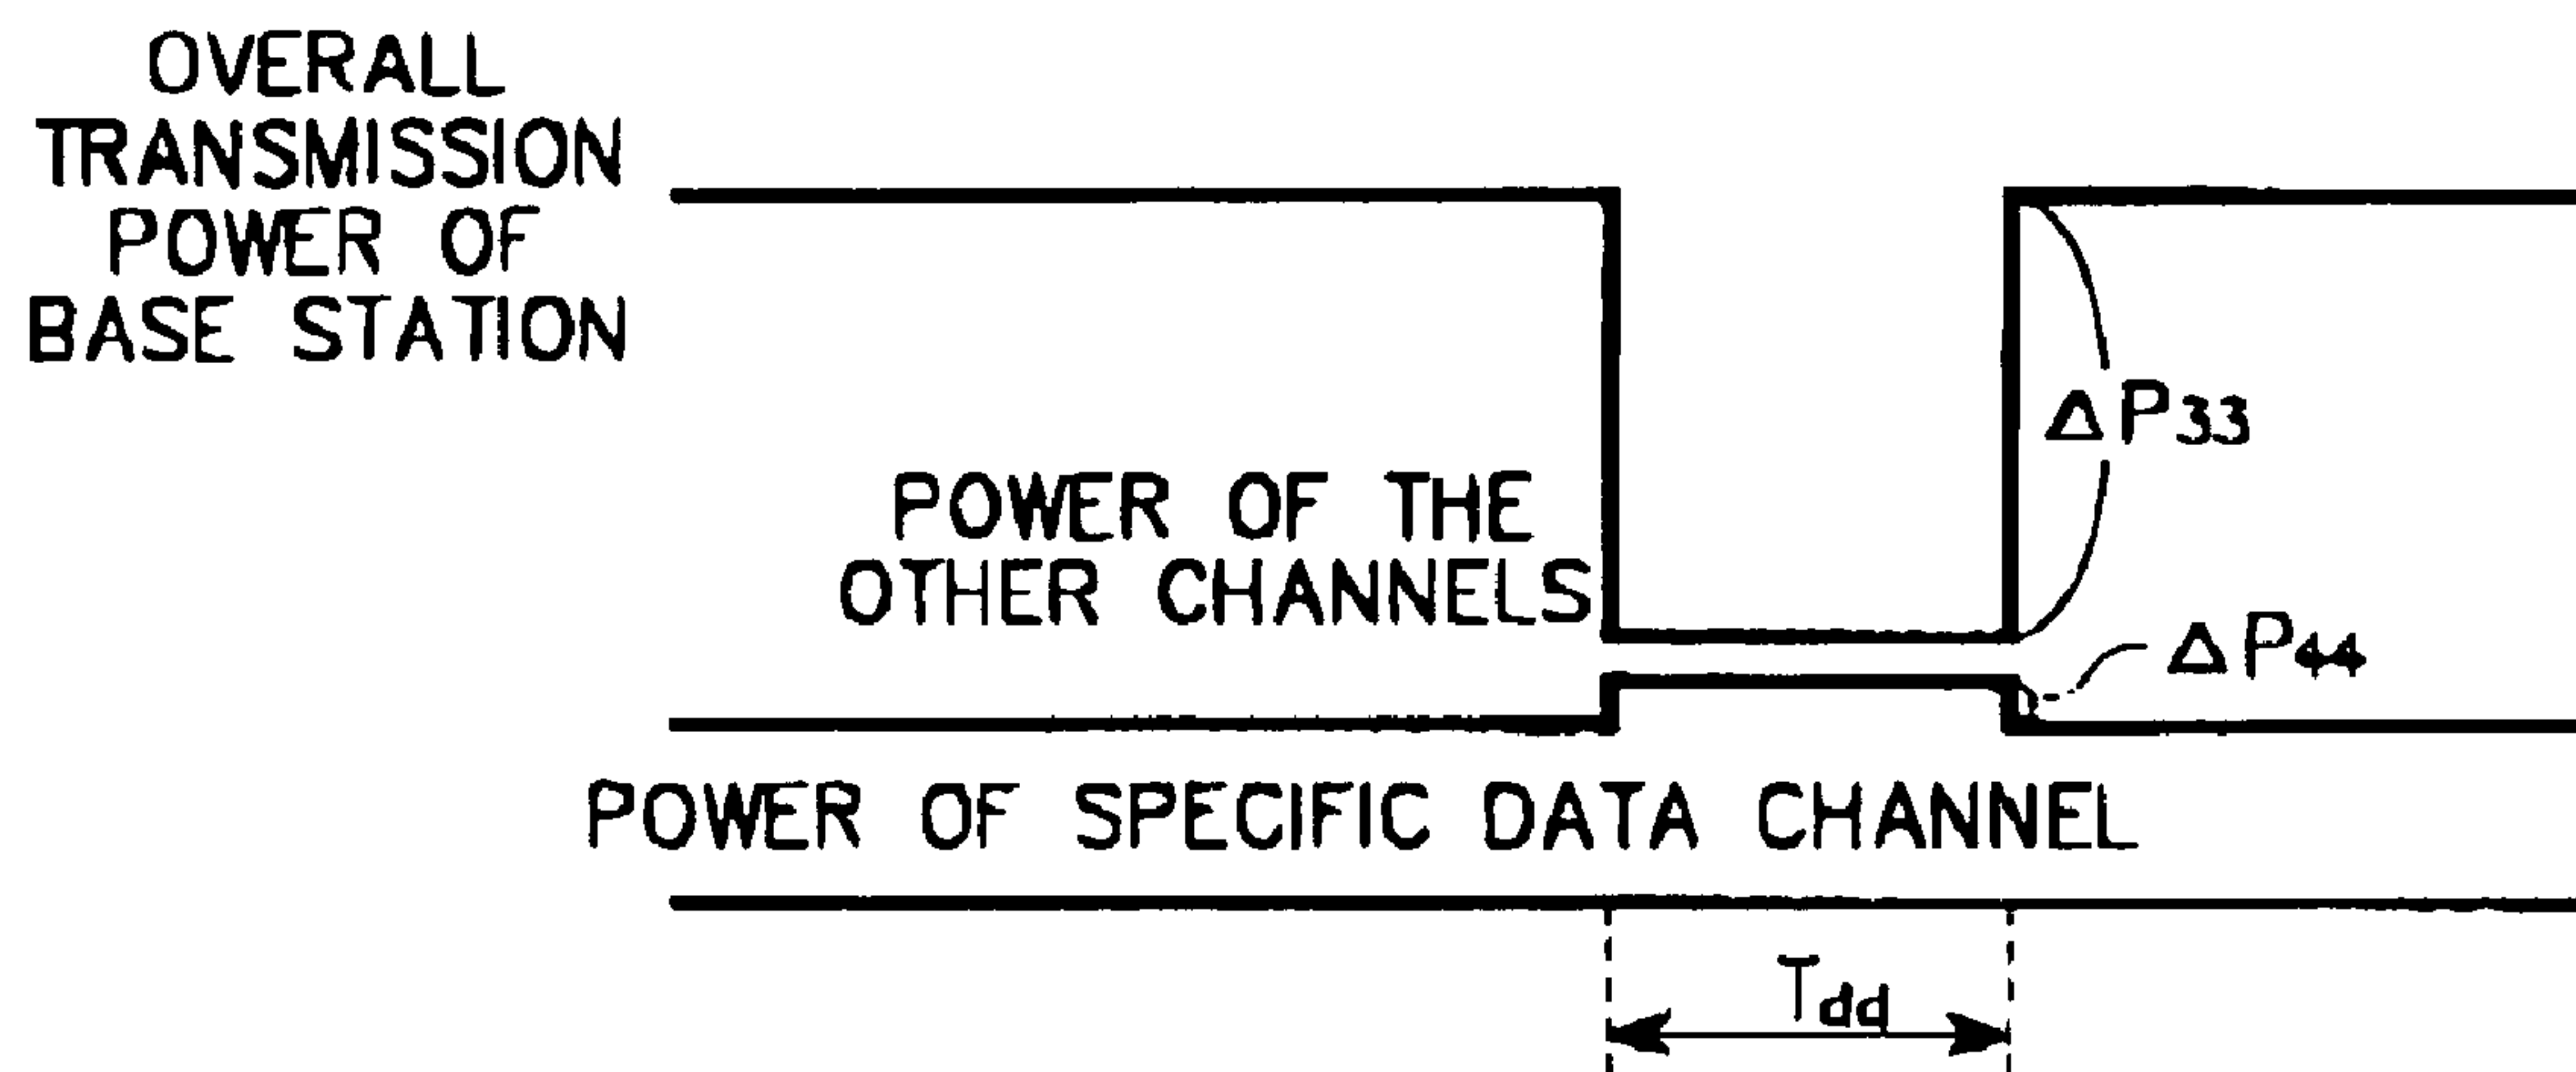 OVERALL
TRANSMISSION
POWER OF
BASE STATION
ΔP33
POWER OF THE
OTHER CHANNELS
ΔP44
POWER OF SPECIFIC DATA CHANNEL
Tdd